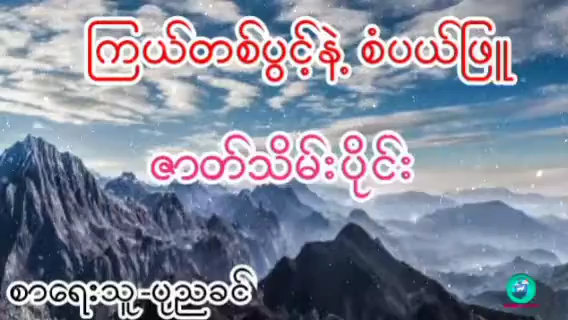 ကြယ်တစ်ပွင့်နဲ့ စံပယ်ဖြူ
ဇာတ်သိမ်းပိုင်း
စာရေးသူ-ပုညခင်